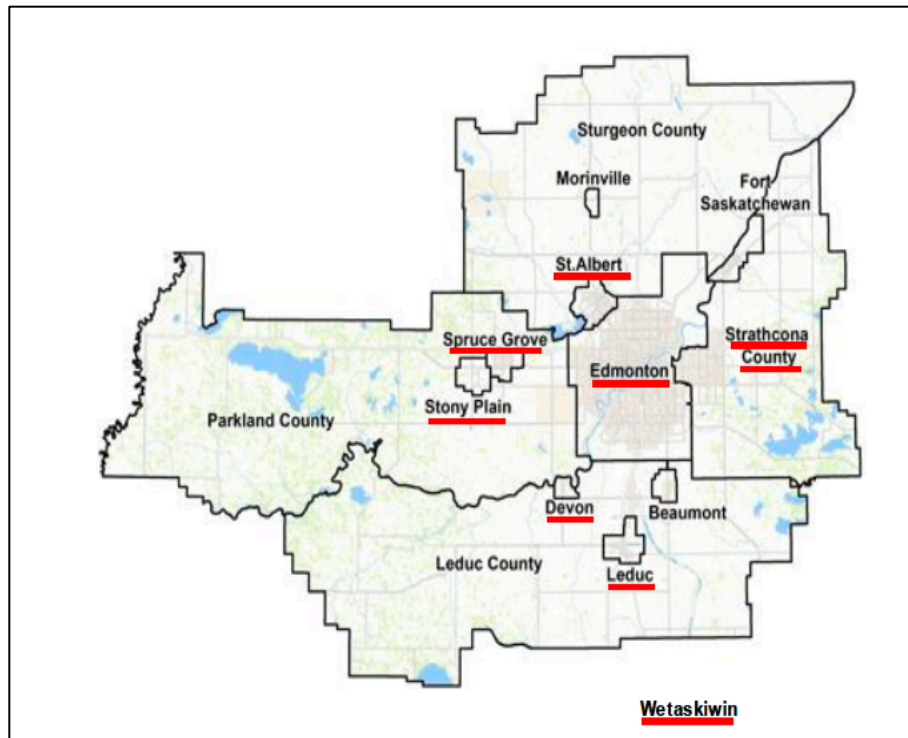 Sturgeon County
Morinville
Fort
Saskatchewan
St.Albert
Spruce Grove
Strathcona
County
Edmonton
Stony Plain
Parkland County
Devon
Beaumont
Leduc County
Leduc
Wetaskiwin